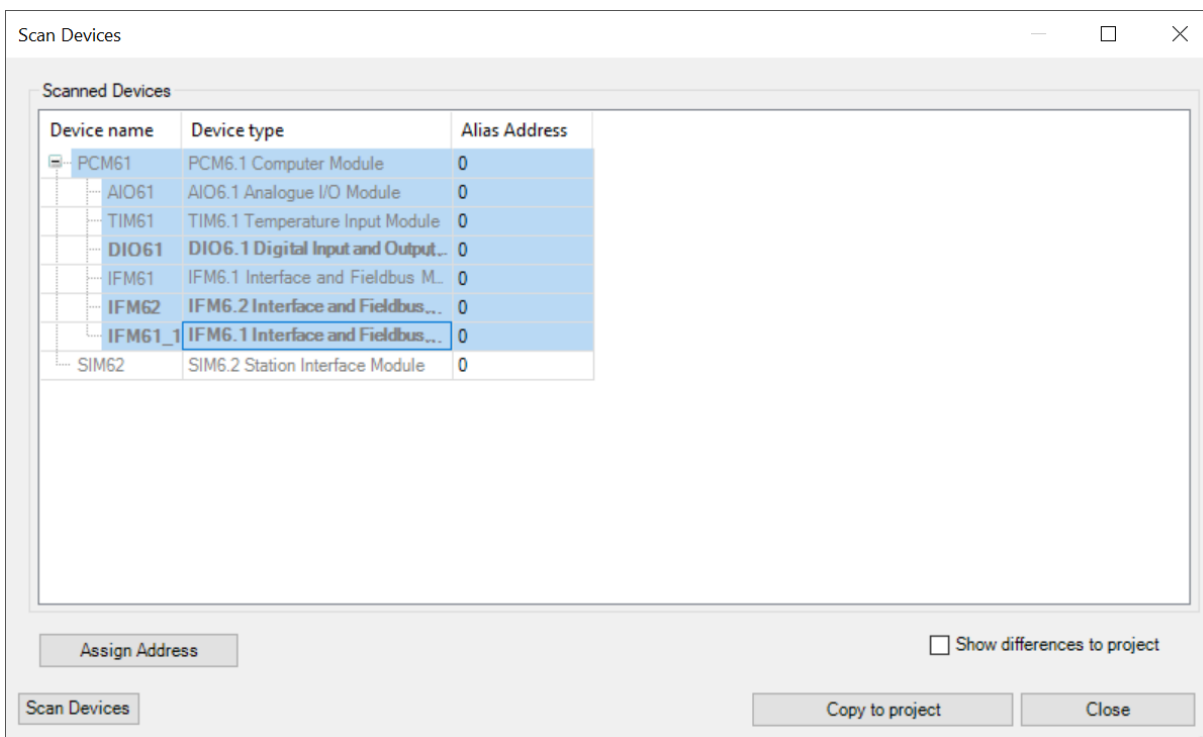 Scan Devices
Scanned Devices
Device name Device type Alias Address
PCM61 PCM6.1 Computer Module 0
AIO61 AIO6.1 Analogue I/O Module 0
TIM61 TIM6.1 Temperature Input Module 0
DIO61 DIO6.1 Digital Input and Output... 0
IFM61 IFM6.1 Interface and Fieldbus M... 0
IFM62 IFM6.2 Interface and Fieldbus... 0
IFM61_1 IFM6.1 Interface and Fieldbus... 0
SIM62 SIM6.2 Station Interface Module 0
Assign Address Show differences to project
Scan Devices Copy to project Close